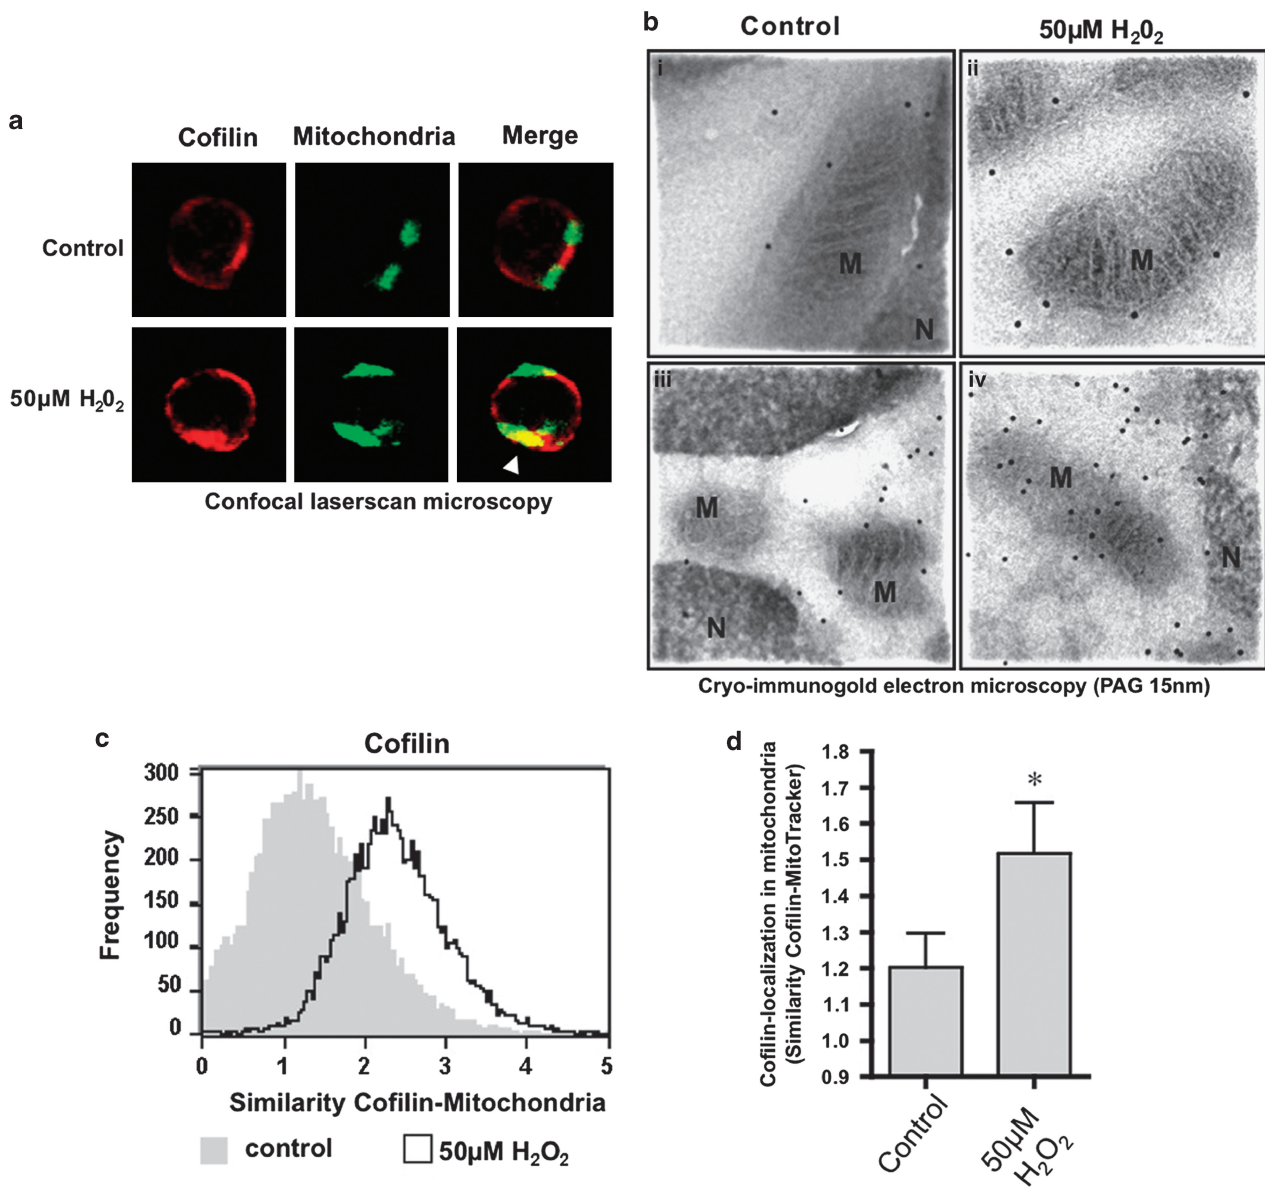 a
Cofilin Mitochondria Merge
Control
50µM H₂0₂
Confocal laserscan microscopy
b
Control 50µM H₂0₂
i
M
N
ii
M
iii
M
M
N
iv
M
N
Cryo-immunogold electron microscopy (PAG 15nm)
c
Cofilin
Frequency
300
250
200
150
100
50
0
0 1 2 3 4 5
Similarity Cofilin-Mitochondria
control 50µM H₂O₂
d
Cofilin-localization in mitochondria
(Similarity Cofilin-MitoTracker)
1.8
1.7
1.6
1.5
1.4
1.3
1.2
1.1
1.0
0.9
*
Control
50µM
H₂O₂